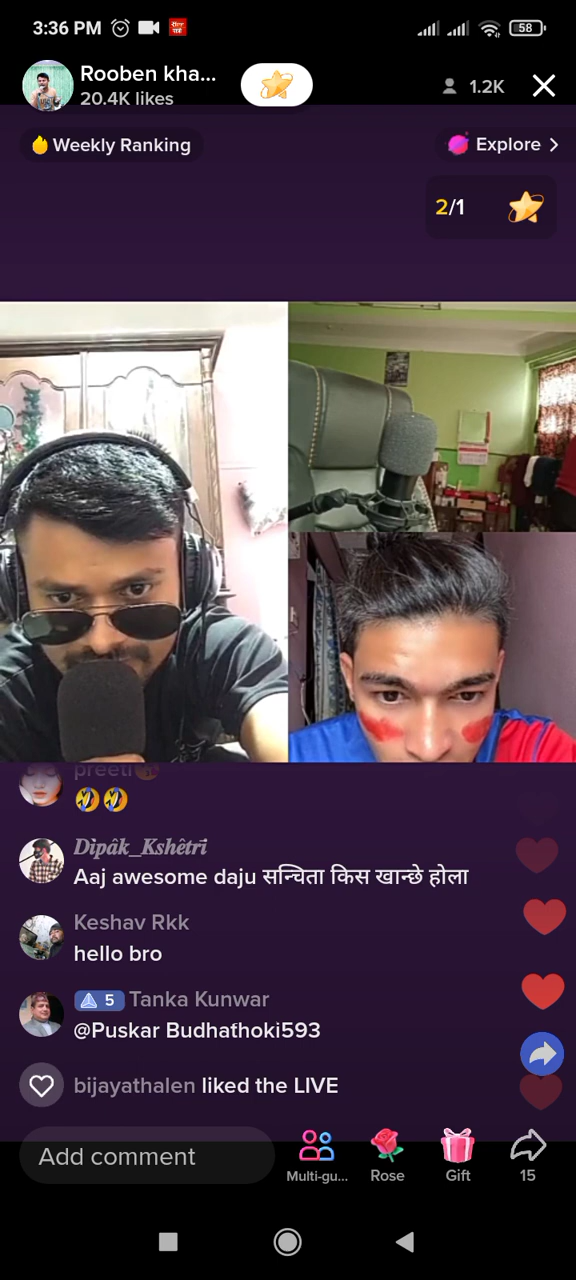 3:36 PM
58
Rooben kha...
20.4K likes
1.2K
Weekly Ranking
Explore >
2/1
preeti
Dìpâk_Kshêtrï
Aaj awesome daju सन्चिता किस खान्छे होला
Keshav Rkk
hello bro
5 Tanka Kunwar
@Puskar Budhathoki593
bijayathalen liked the LIVE
Add comment
Multi-gu...
Rose
Gift
15